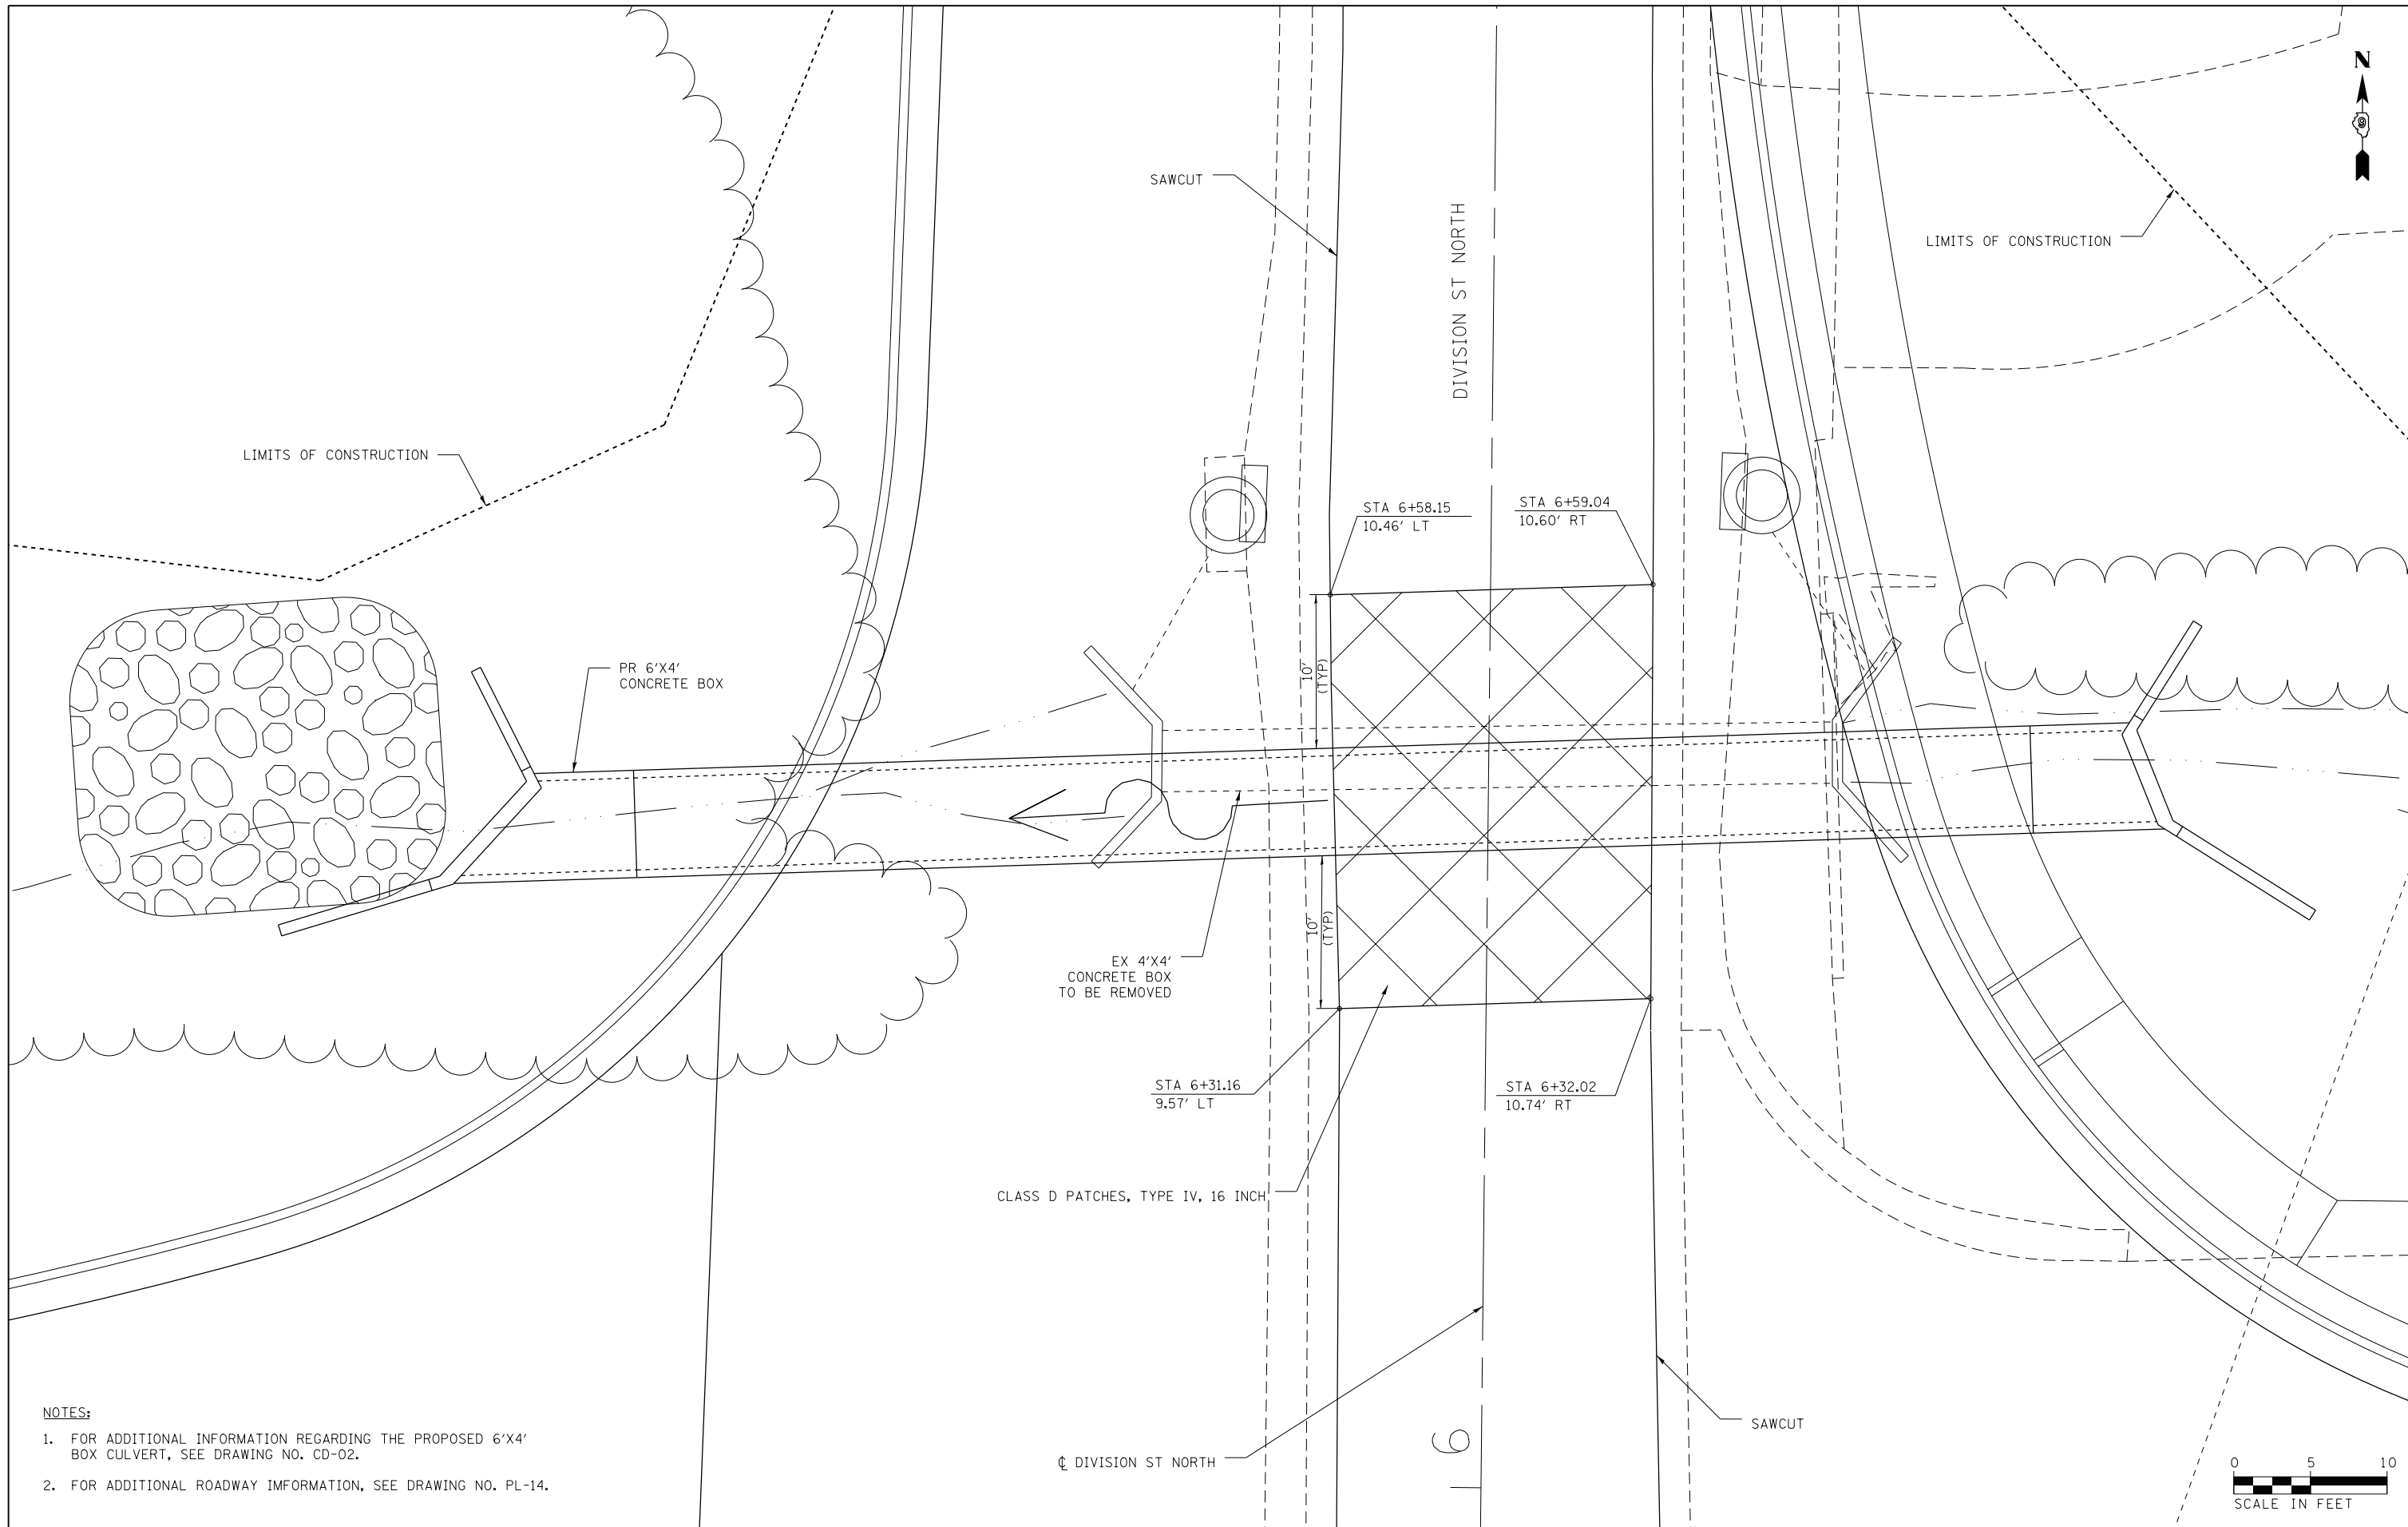 N
9
SAWCUT
DIVISION ST NORTH
LIMITS OF CONSTRUCTION
LIMITS OF CONSTRUCTION
STA 6+58.15
10.46' LT
STA 6+59.04
10.60' RT
PR 6'X4'
CONCRETE BOX
10'
(TYP)
10'
(TYP)
EX 4'X4'
CONCRETE BOX
TO BE REMOVED
STA 6+31.16
9.57' LT
STA 6+32.02
10.74' RT
CLASS D PATCHES, TYPE IV, 16 INCH
SAWCUT
℄ DIVISION ST NORTH
6
NOTES:
1. FOR ADDITIONAL INFORMATION REGARDING THE PROPOSED 6'X4'
BOX CULVERT, SEE DRAWING NO. CD-02.
2. FOR ADDITIONAL ROADWAY IMFORMATION, SEE DRAWING NO. PL-14.
0 5 10
SCALE IN FEET